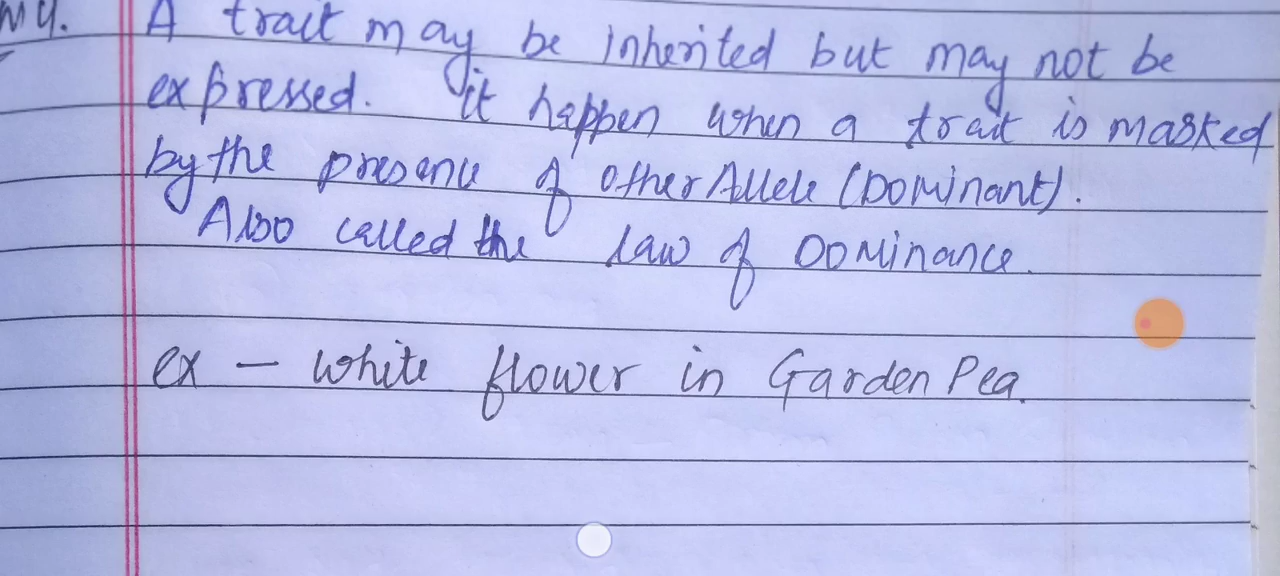 A trait may be inherited but may not be
expressed. it happen when a trait is masked
by the presence of other Allele (Dominant).
Also called the law of Dominance.
ex - white flower in Garden Pea.